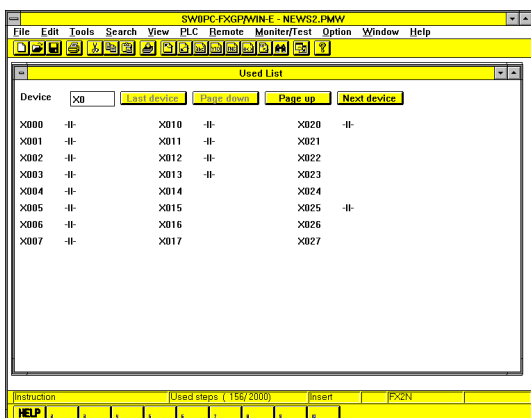 SW0PC-FXGP/WIN-E - NEWS2.PMW
File Edit Tools Search View PLC Remote Moniter/Test Option Window Help
Used List
Device X0 Last device Page down Page up Next device
X000 -II- X010 -II- X020 -II-
X001 -II- X011 -II- X021
X002 -II- X012 -II- X022
X003 -II- X013 -II- X023
X004 -II- X014 X024
X005 -II- X015 X025 -II-
X006 -II- X016 X026
X007 -II- X017 X027
Instruction Used steps ( 156/ 2000) Insert FX2N
HELP